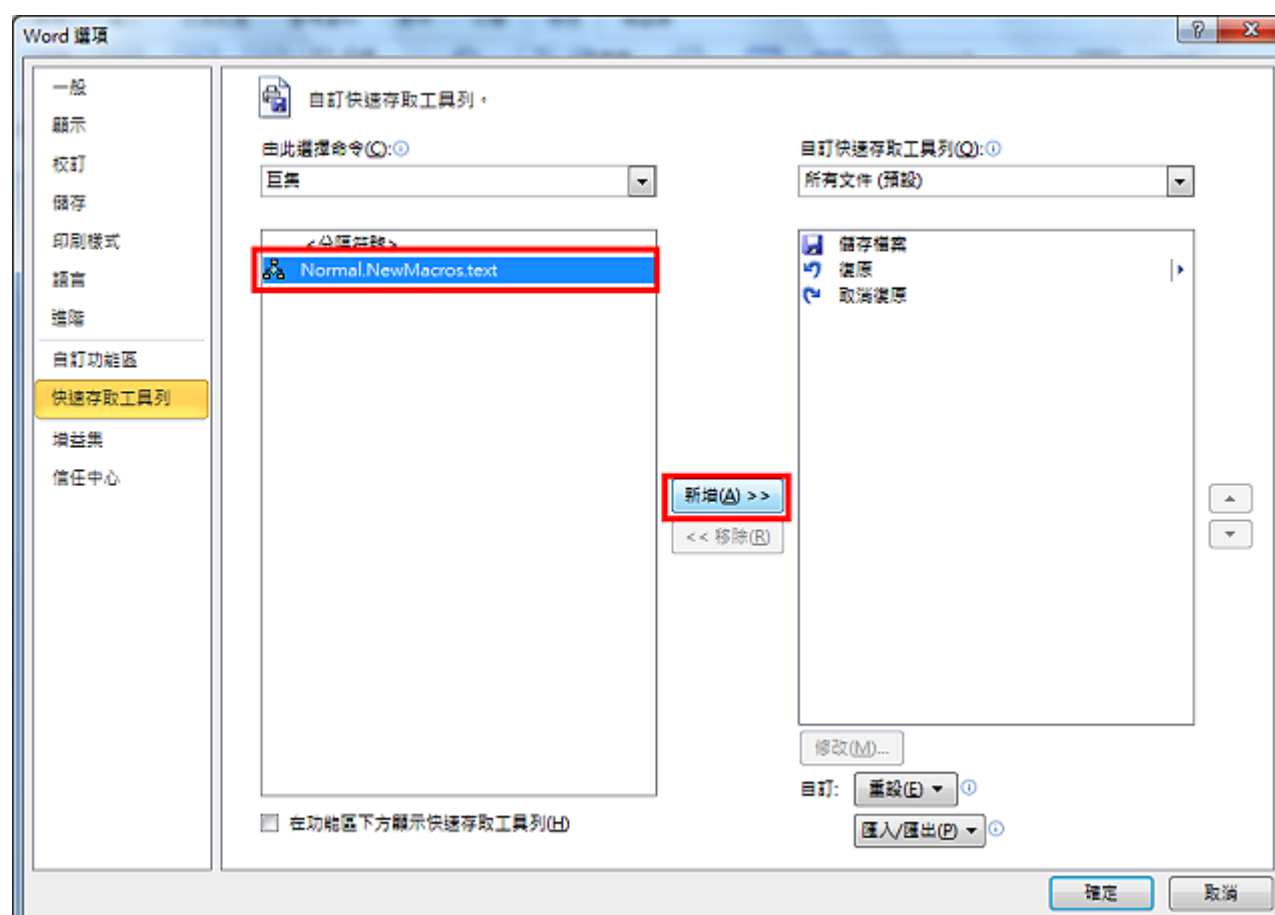 Word 選項
一般
顯示
校訂
儲存
印刷樣式
語言
進階
自訂功能區
快速存取工具列
增益集
信任中心
自訂快速存取工具列。
由此選擇命令(C):
巨集
<分隔符號>
Normal.NewMacros.text
新增(A) >>
<< 移除(R)
自訂快速存取工具列(Q):
所有文件 (預設)
儲存檔案
復原
取消復原
修改(M)...
自訂: 重設(E)
匯入/匯出(P)
在功能區下方顯示快速存取工具列(H)
確定 取消